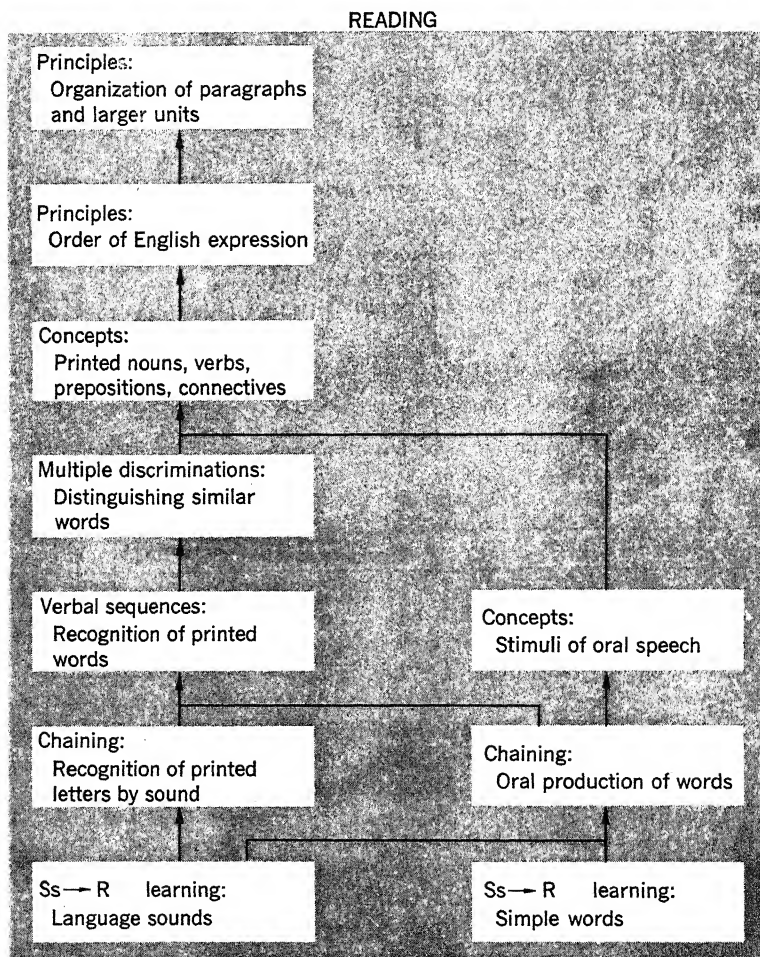 READING
Principles:
Organization of paragraphs
and larger units
Principles:
Order of English expression
Concepts:
Printed nouns, verbs,
prepositions, connectives
Multiple discriminations:
Distinguishing similar
words
Verbal sequences:
Recognition of printed
words
Concepts:
Stimuli of oral speech
Chaining:
Recognition of printed
letters by sound
Chaining:
Oral production of words
Ss→R learning:
Language sounds
Ss→R learning:
Simple words